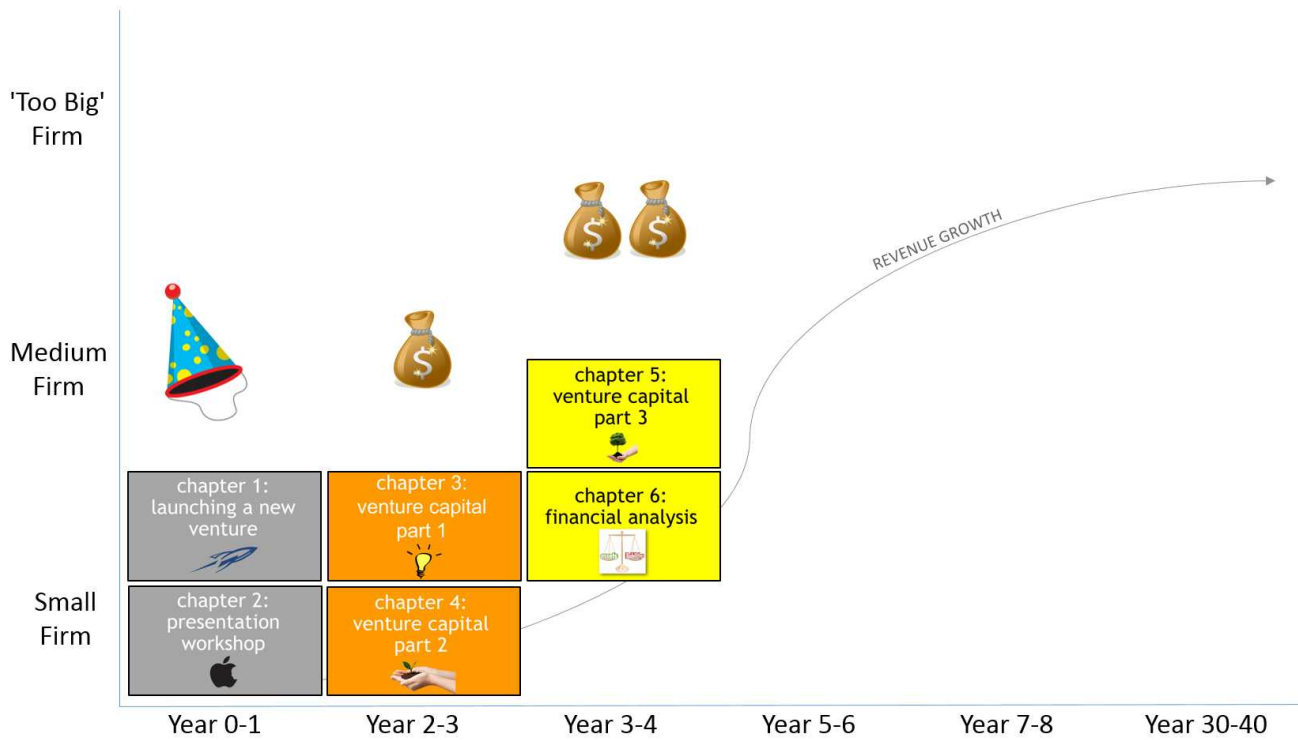 'Too Big'
Firm
REVENUE GROWTH
Medium
Firm
chapter 5:
venture capital
part 3
chapter 1:
launching a new
venture
chapter 3:
venture capital
part 1
chapter 6:
financial analysis
Small
Firm
chapter 2:
presentation
workshop
chapter 4:
venture capital
part 2
Year 0-1
Year 2-3
Year 3-4
Year 5-6
Year 7-8
Year 30-40
$
$
$